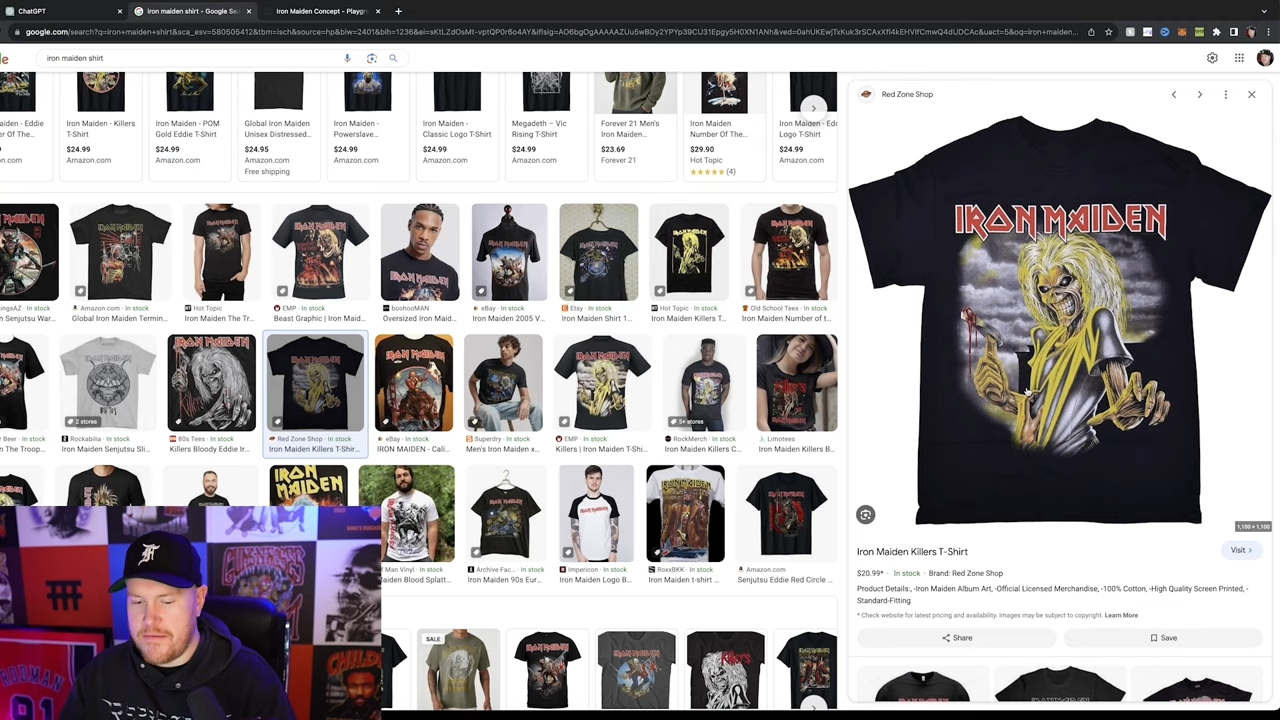 ChatGPT
iron maiden shirt - Google Sea
Iron Maiden Concept - Playgro
iron maiden shirt
Red Zone Shop
Iron Maiden - Killers
T-Shirt
$24.99
Amazon.com
Iron Maiden - POM
Gold Eddie T-Shirt
$24.99
Amazon.com
Global Iron Maiden
Unisex Distressed...
$24.95
Amazon.com
Free shipping
Iron Maiden -
Powerslave...
$24.99
Amazon.com
Iron Maiden -
Classic Logo T-Shirt
$24.99
Amazon.com
Megadeth – Vic
Rising T-Shirt
$24.99
Amazon.com
Forever 21 Men's
Iron Maiden...
$23.69
Forever 21
Iron Maiden
Number Of The...
$29.90
Hot Topic
(4)
Iron Maiden -
Logo T-Shirt
$24.99
Amazon.com
IRON MAIDEN
Amazon.com · In stock
Global Iron Maiden Termin...
Hot Topic
Iron Maiden The Tr...
EMP · In stock
Beast Graphic | Iron Maid...
boohooMAN
Oversized Iron Maid...
eBay · In stock
Iron Maiden 2005 V...
Etsy · In stock
Iron Maiden Shirt 1...
Hot Topic · In stock
Iron Maiden Killers T...
Old School Tees · In stock
Iron Maiden Number of t...
2 stores
5+ stores
Rockabilia · In stock
Iron Maiden Senjutsu Sli...
80s Tees · In stock
Killers Bloody Eddie Ir...
Red Zone Shop · In stock
Iron Maiden Killers T-Shir...
eBay · In stock
IRON MAIDEN - Cali...
Superdry · In stock
Men's Iron Maiden x...
EMP · In stock
Killers | Iron Maiden T-Shi...
RockMerch · In stock
Iron Maiden Killers C...
Limotees
Iron Maiden Killers B...
Man Vinyl · In stock
Maiden Blood Splatt...
Archive Fac... · In stock
Iron Maiden 90s Eur...
Impericon · In stock
Iron Maiden Logo B...
RoxxBKK · In stock
Iron Maiden t-shirt ...
Amazon.com
Senjutsu Eddie Red Circle ...
SALE
1,100 × 1,100
Iron Maiden Killers T-Shirt
Visit >
$20.99* · In stock · Brand: Red Zone Shop
Product Details:, -Iron Maiden Album Art, -Official Licensed Merchandise, -100% Cotton, -High Quality Screen Printed, -
Standard-Fitting
* Check website for latest pricing and availability. Images may be subject to copyright. Learn More
Share
Save
RODMAN
91
CHILDI